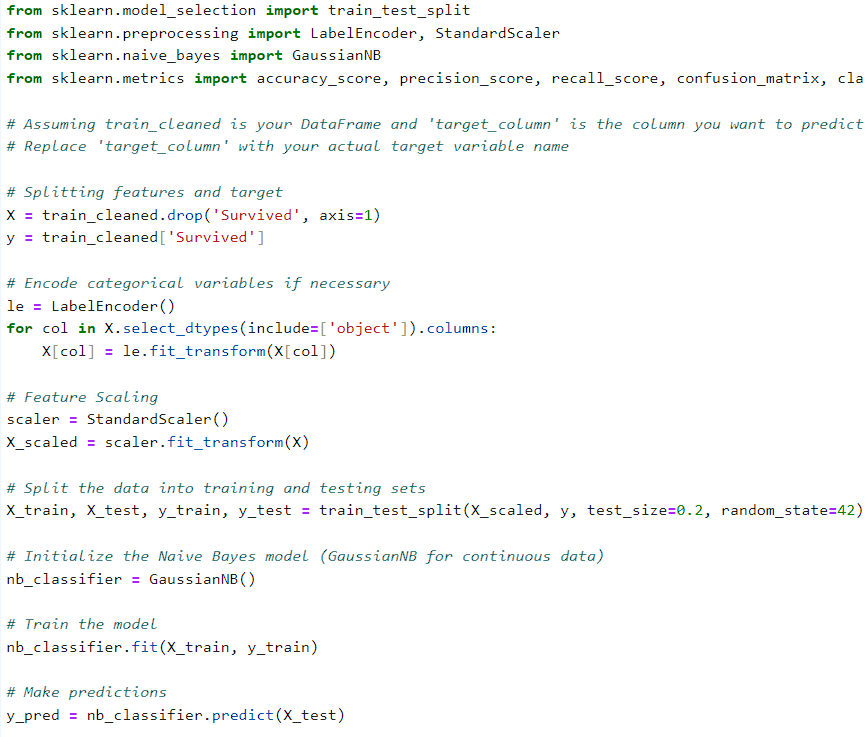 from sklearn.model_selection import train_test_split
from sklearn.preprocessing import LabelEncoder, StandardScaler
from sklearn.naive_bayes import GaussianNB
from sklearn.metrics import accuracy_score, precision_score, recall_score, confusion_matrix, cla
# Assuming train_cleaned is your DataFrame and 'target_column' is the column you want to predict
# Replace 'target_column' with your actual target variable name
# Splitting features and target
X = train_cleaned.drop('Survived', axis=1)
y = train_cleaned['Survived']
# Encode categorical variables if necessary
le = LabelEncoder()
for col in X.select_dtypes(include=['object']).columns:
    X[col] = le.fit_transform(X[col])
# Feature Scaling
scaler = StandardScaler()
X_scaled = scaler.fit_transform(X)
# Split the data into training and testing sets
X_train, X_test, y_train, y_test = train_test_split(X_scaled, y, test_size=0.2, random_state=42)
# Initialize the Naive Bayes model (GaussianNB for continuous data)
nb_classifier = GaussianNB()
# Train the model
nb_classifier.fit(X_train, y_train)
# Make predictions
y_pred = nb_classifier.predict(X_test)